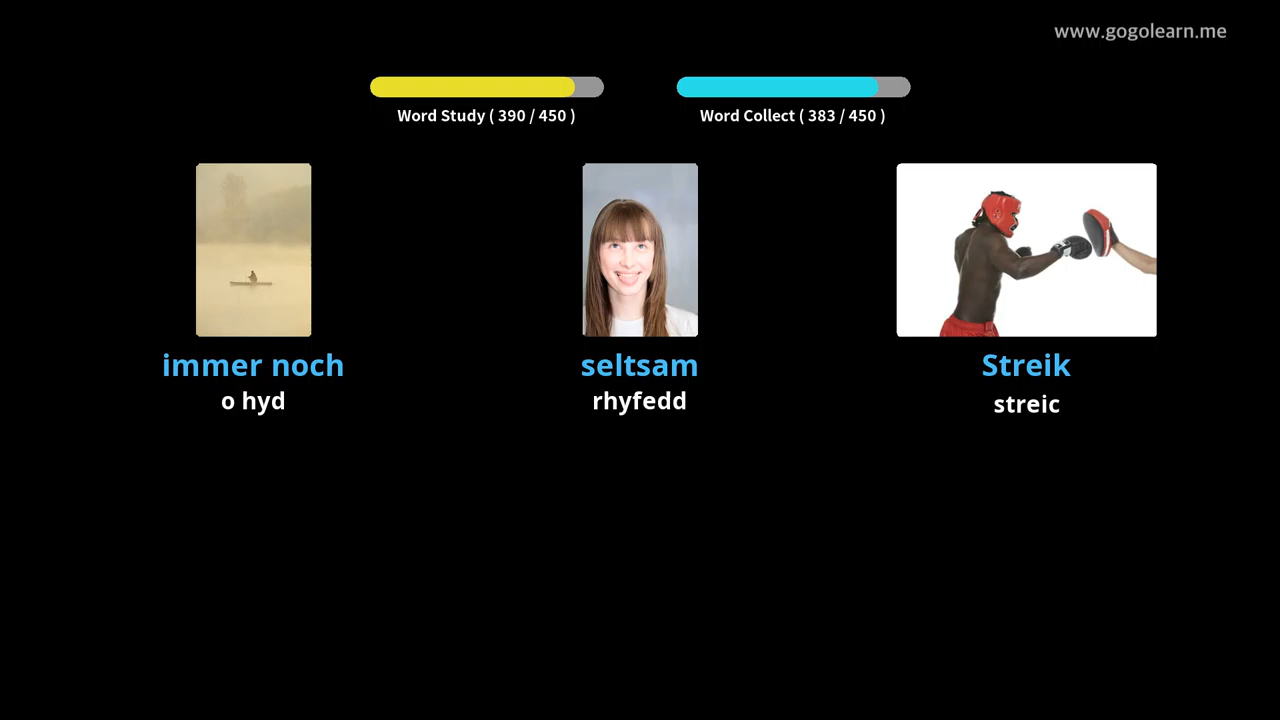 www.gogolearn.me
Word Study ( 390 / 450 )
Word Collect ( 383 / 450 )
immer noch
o hyd
seltsam
rhyfedd
Streik
streic